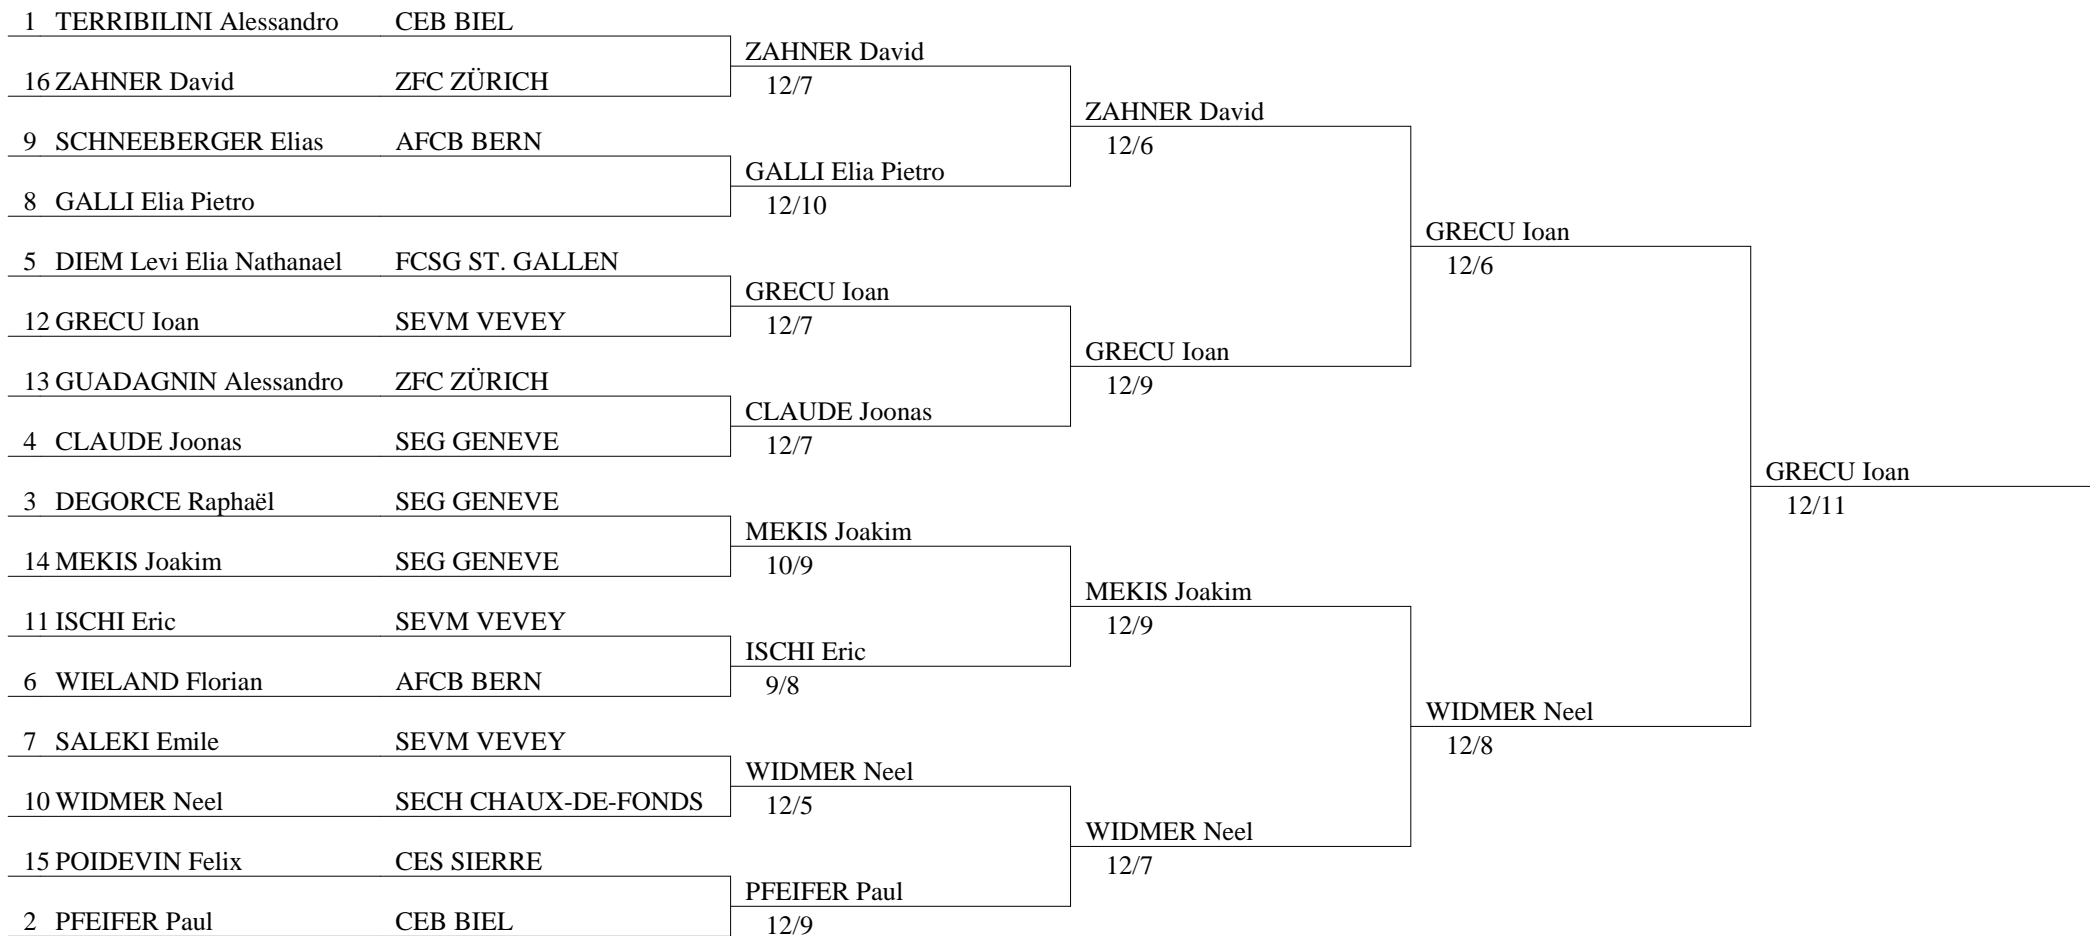 1 TERRIBILINI Alessandro CEB BIEL
ZAHNER David
16 ZAHNER David ZFC ZÜRICH
12/7
ZAHNER David
9 SCHNEEBERGER Elias AFCB BERN
12/6
GALLI Elia Pietro
8 GALLI Elia Pietro
12/10
GRECU Ioan
5 DIEM Levi Elia Nathanael FCSG ST. GALLEN
12/6
GRECU Ioan
12 GRECU Ioan SEVM VEVEY
12/7
GRECU Ioan
13 GUADAGNIN Alessandro ZFC ZÜRICH
12/9
CLAUDE Joonas
4 CLAUDE Joonas SEG GENEVE
12/7
GRECU Ioan
3 DEGORCE Raphaël SEG GENEVE
12/11
MEKIS Joakim
14 MEKIS Joakim SEG GENEVE
10/9
MEKIS Joakim
11 ISCHI Eric SEVM VEVEY
12/9
ISCHI Eric
6 WIELAND Florian AFCB BERN
9/8
WIDMER Neel
7 SALEKI Emile SEVM VEVEY
12/8
WIDMER Neel
10 WIDMER Neel SECH CHAUX-DE-FONDS
12/5
WIDMER Neel
15 POIDEVIN Felix CES SIERRE
12/7
PFEIFER Paul
2 PFEIFER Paul CEB BIEL
12/9